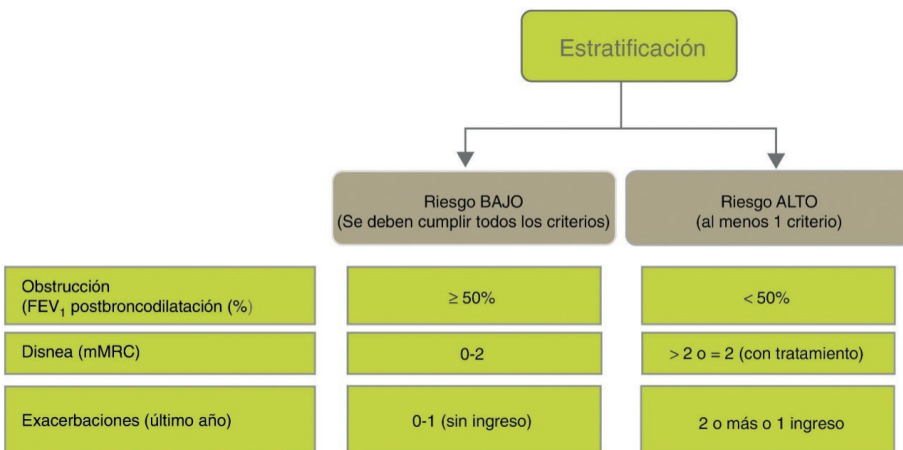 Estratificación
Riesgo BAJO
(Se deben cumplir todos los criterios)
Riesgo ALTO
(al menos 1 criterio)
Obstrucción
(FEV₁ postbroncodilatación (%)
≥ 50%
< 50%
Disnea (mMRC)
0-2
> 2 o = 2 (con tratamiento)
Exacerbaciones (último año)
0-1 (sin ingreso)
2 o más o 1 ingreso